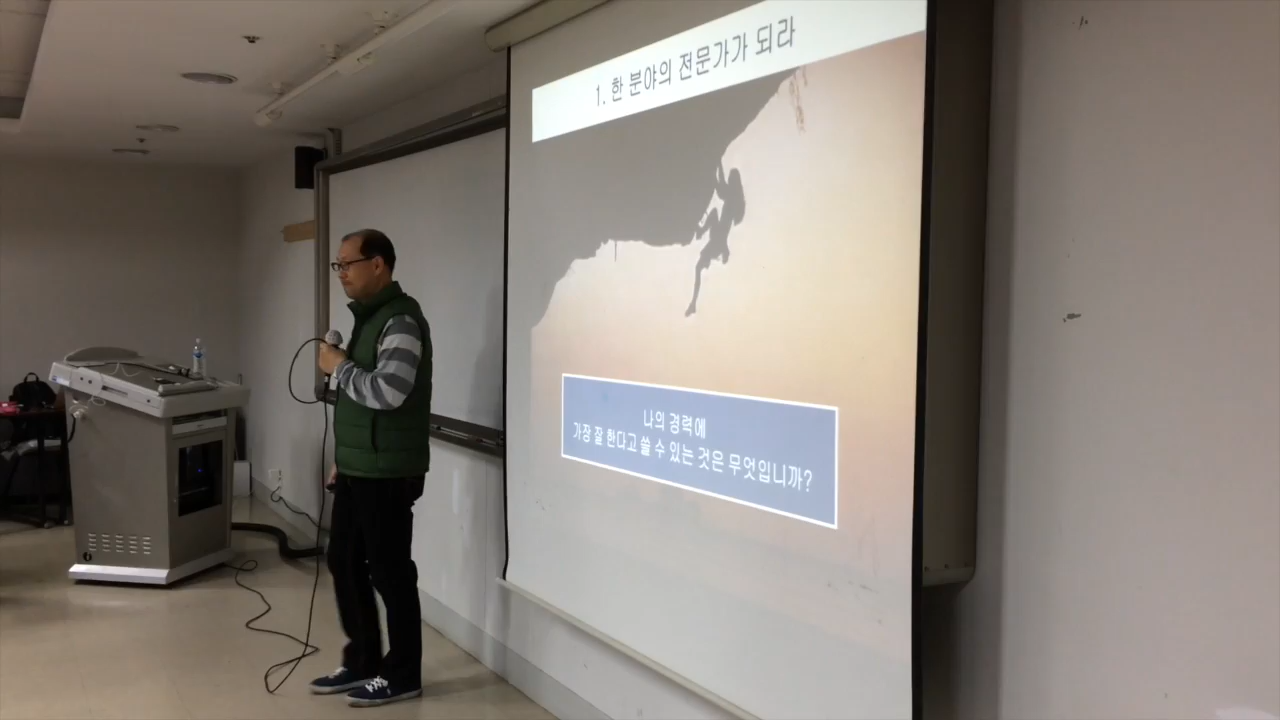 1. 한 분야의 전문가가 되라
나의 경력에
가장 잘 한다고 쓸 수 있는 것은 무엇입니까?